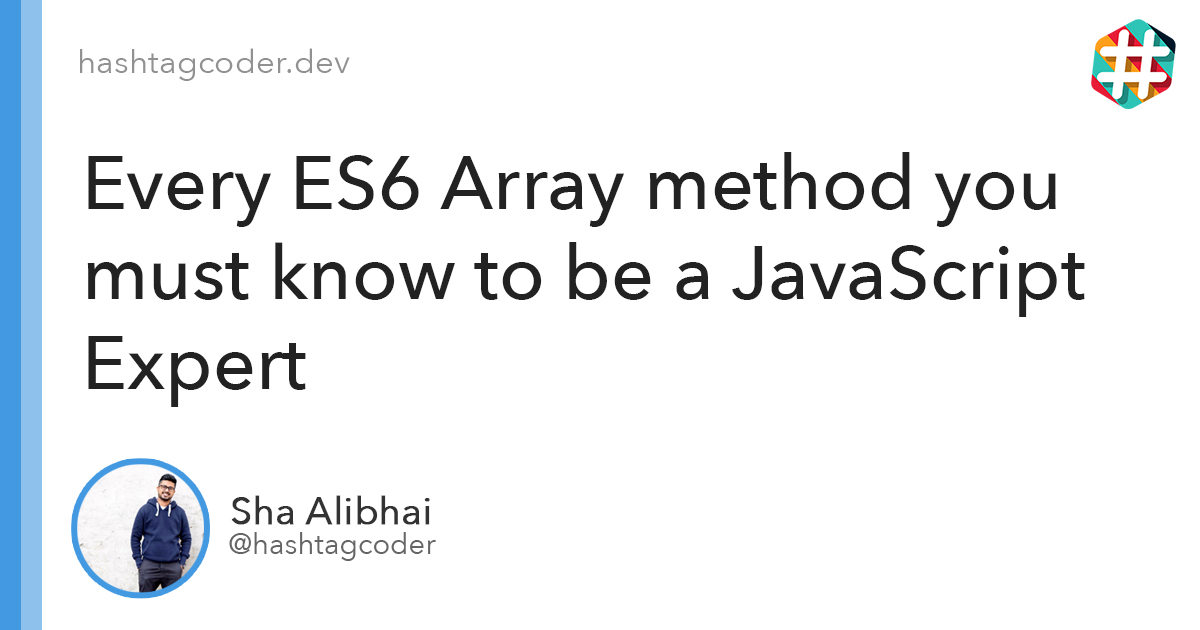 hashtagcoder.dev
#
Every ES6 Array method you
must know to be a JavaScript
Expert
Sha Alibhai
@hashtagcoder